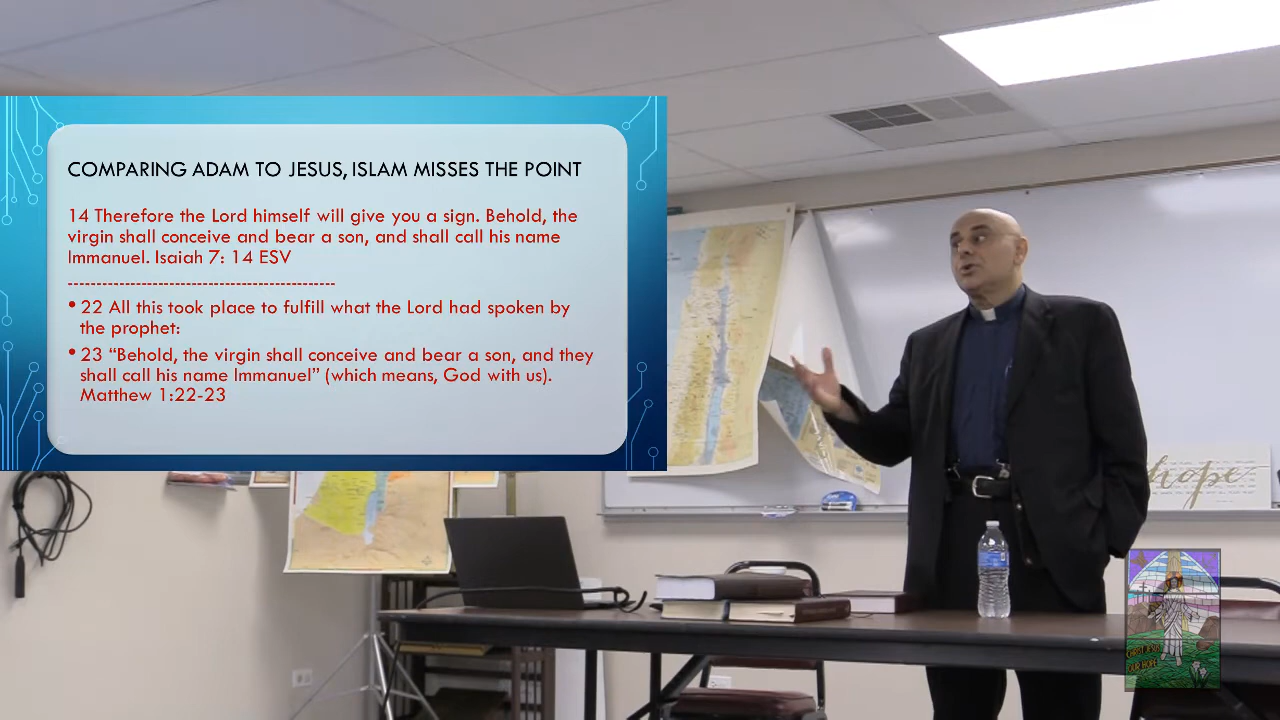 COMPARING ADAM TO JESUS, ISLAM MISSES THE POINT
14 Therefore the Lord himself will give you a sign. Behold, the
virgin shall conceive and bear a son, and shall call his name
Immanuel. Isaiah 7: 14 ESV
-----------------------------------------------
• 22 All this took place to fulfill what the Lord had spoken by
the prophet:
• 23 “Behold, the virgin shall conceive and bear a son, and they
shall call his name Immanuel” (which means, God with us).
Matthew 1:22-23
hope
CHRIST JESUS
OUR HOPE